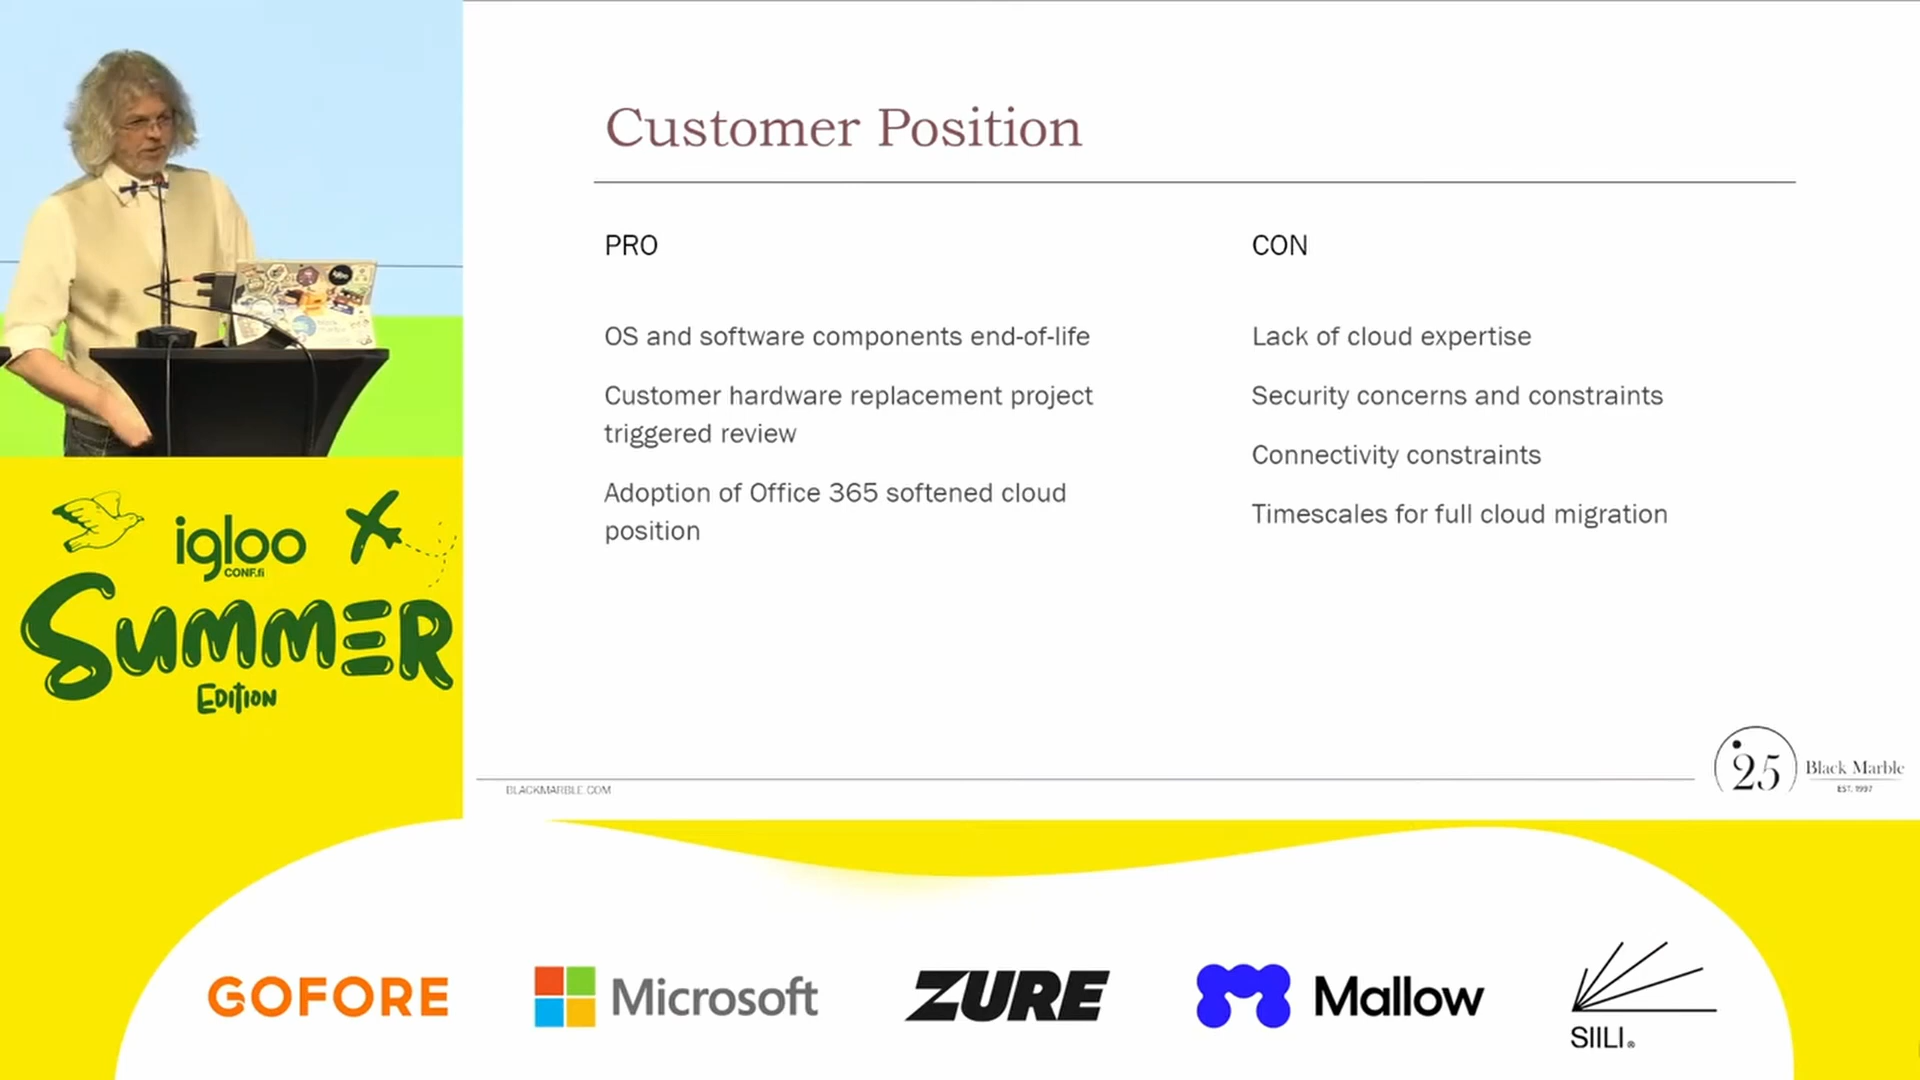 Customer Position
PRO
OS and software components end-of-life
Customer hardware replacement project
triggered review
Adoption of Office 365 softened cloud
position
CON
Lack of cloud expertise
Security concerns and constraints
Connectivity constraints
Timescales for full cloud migration
BLACKMARBLE.COM
25
Black Marble
EST. 1997
igloo
CONF.fi
SUMMER
EDITION
GOFORE
Microsoft
ZURE
Mallow
SIILI®